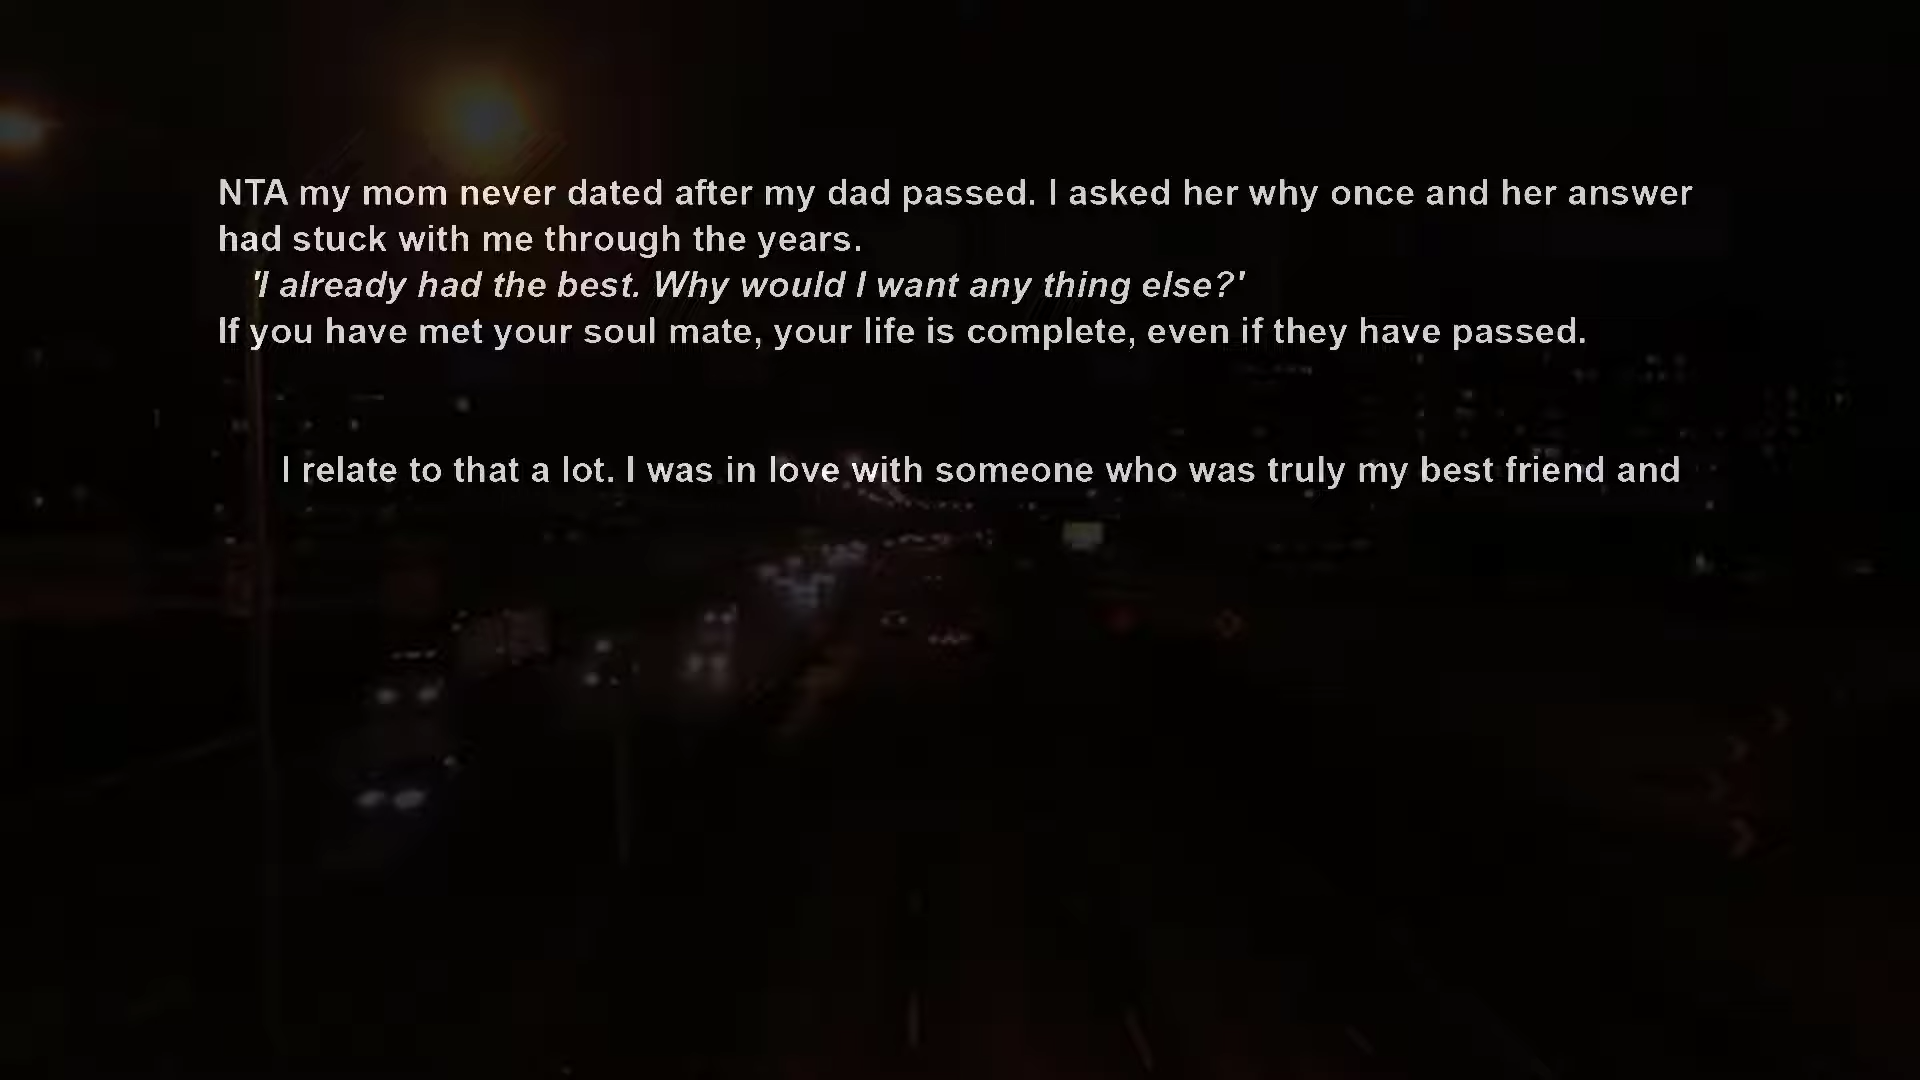 NTA my mom never dated after my dad passed. I asked her why once and her answer
had stuck with me through the years.
'I already had the best. Why would I want any thing else?'
If you have met your soul mate, your life is complete, even if they have passed.
I relate to that a lot. I was in love with someone who was truly my best friend and